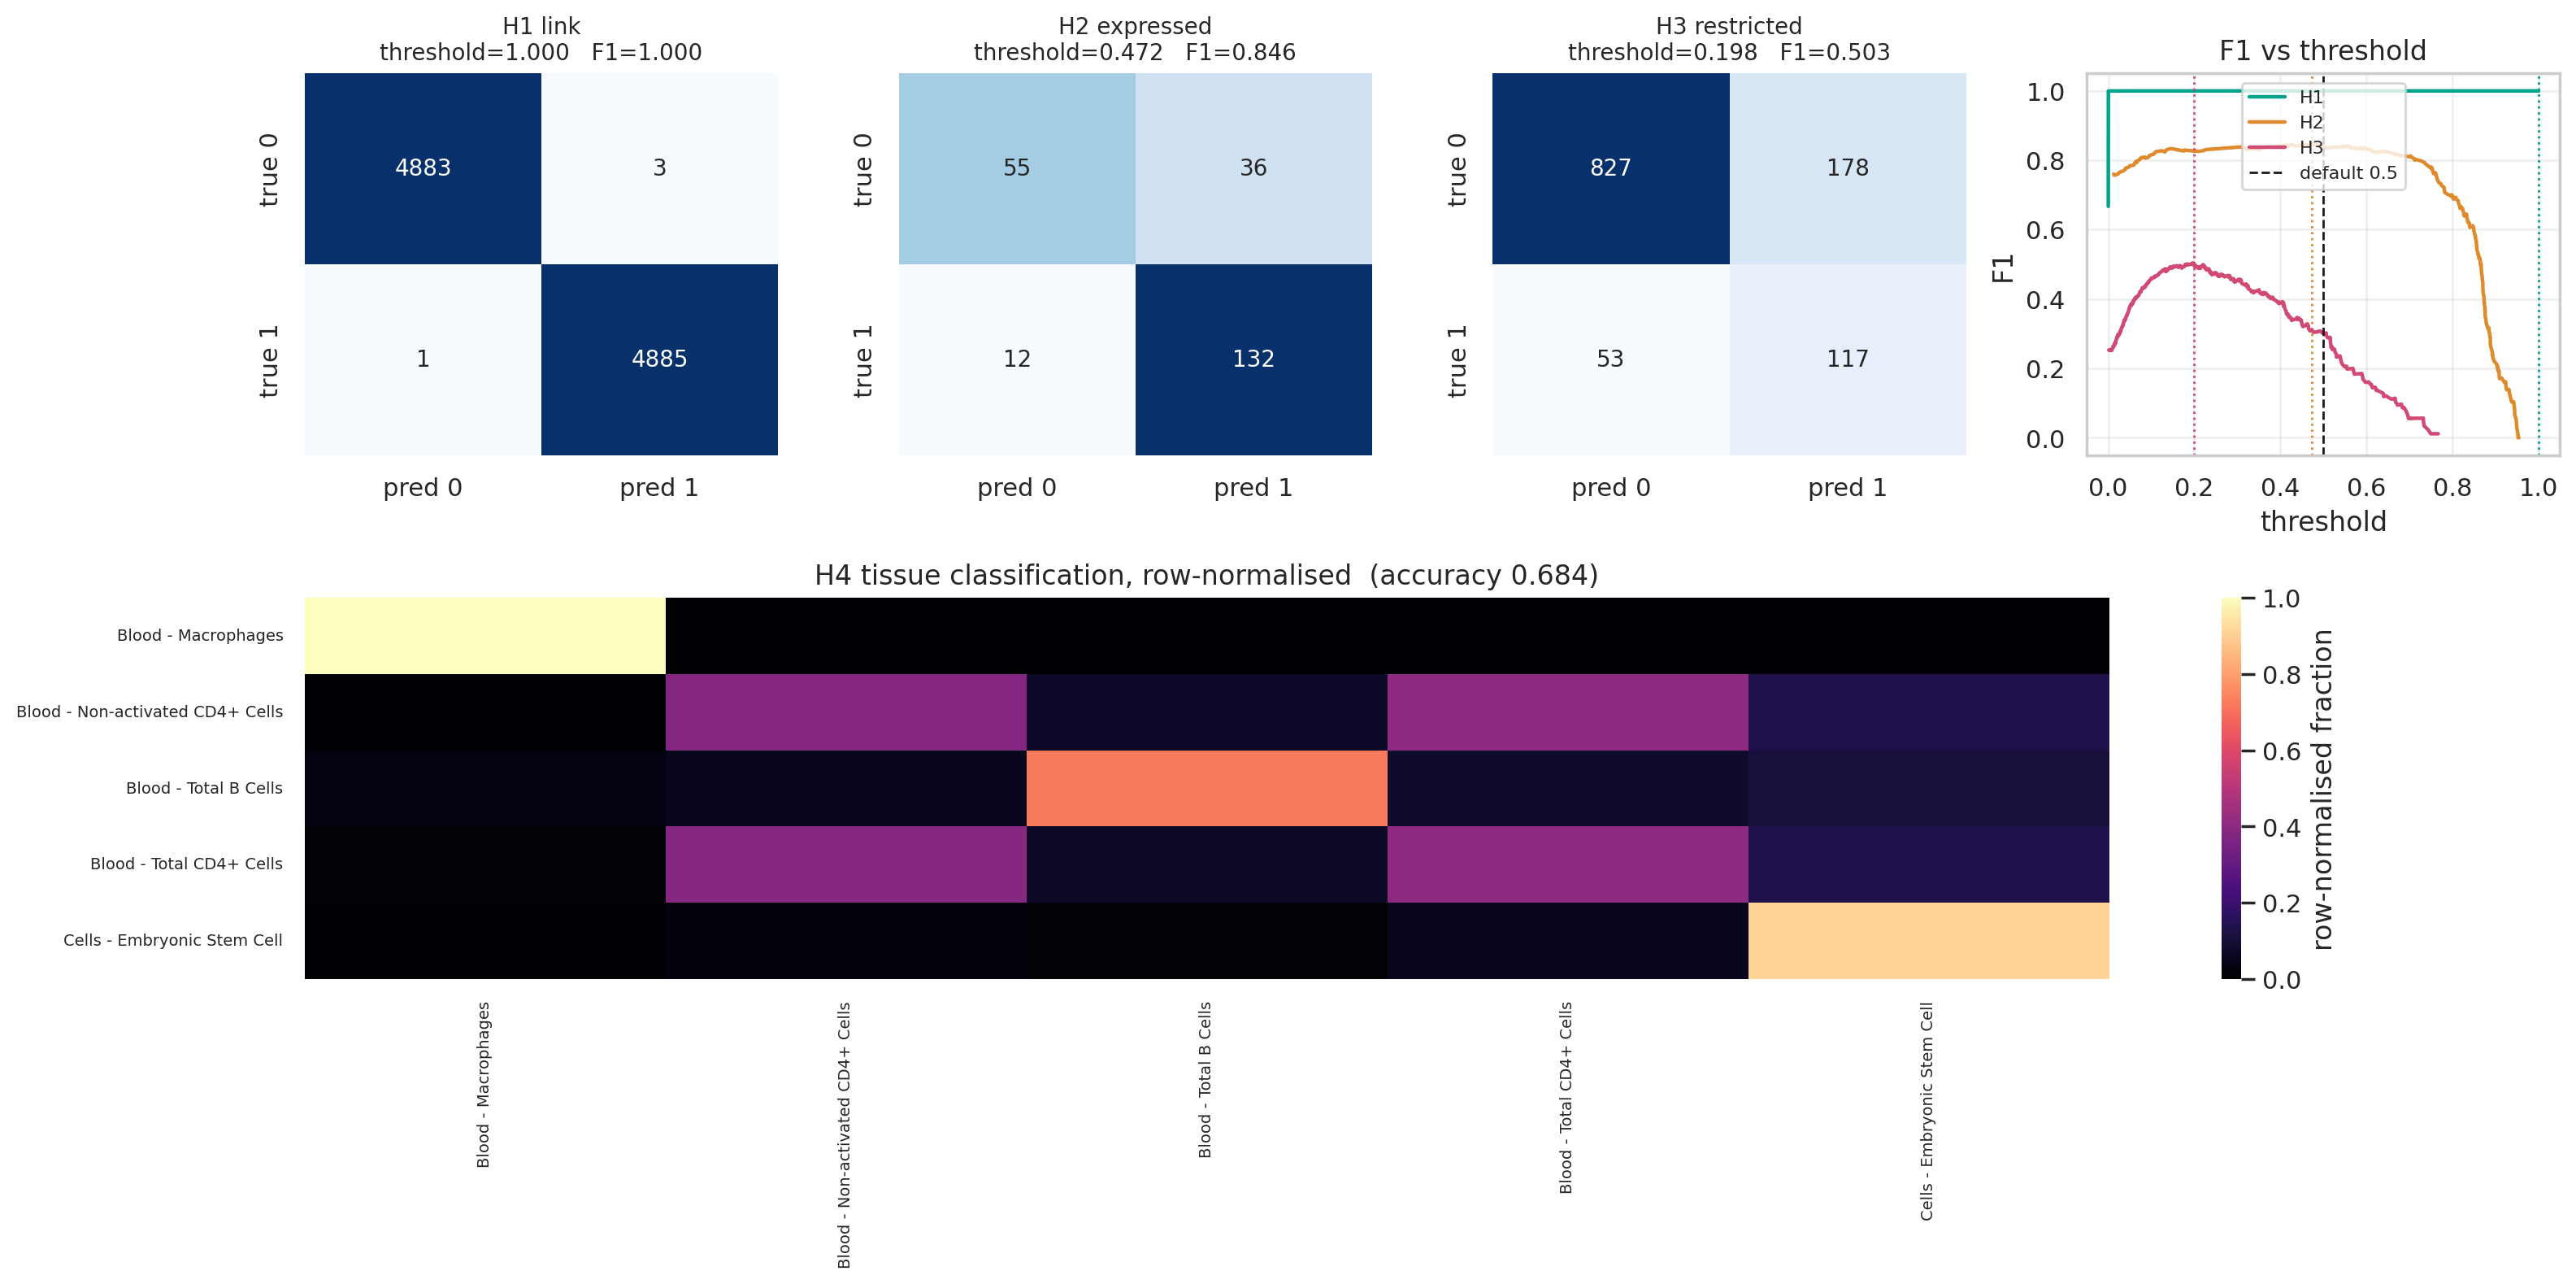 H1 link
threshold=1.000   F1=1.000
true 0
true 1
4883
3
1
4885
pred 0
pred 1
H2 expressed
threshold=0.472   F1=0.846
true 0
true 1
55
36
12
132
pred 0
pred 1
H3 restricted
threshold=0.198   F1=0.503
true 0
true 1
827
178
53
117
pred 0
pred 1
F1 vs threshold
F1
1.0
0.8
0.6
0.4
0.2
0.0
H1
H2
H3
default 0.5
0.0
0.2
0.4
0.6
0.8
1.0
threshold
H4 tissue classification, row-normalised  (accuracy 0.684)
Blood - Macrophages
Blood - Non-activated CD4+ Cells
Blood - Total B Cells
Blood - Total CD4+ Cells
Cells - Embryonic Stem Cell
Blood - Macrophages
Blood - Non-activated CD4+ Cells
Blood - Total B Cells
Blood - Total CD4+ Cells
Cells - Embryonic Stem Cell
1.0
0.8
0.6
0.4
0.2
0.0
row-normalised fraction